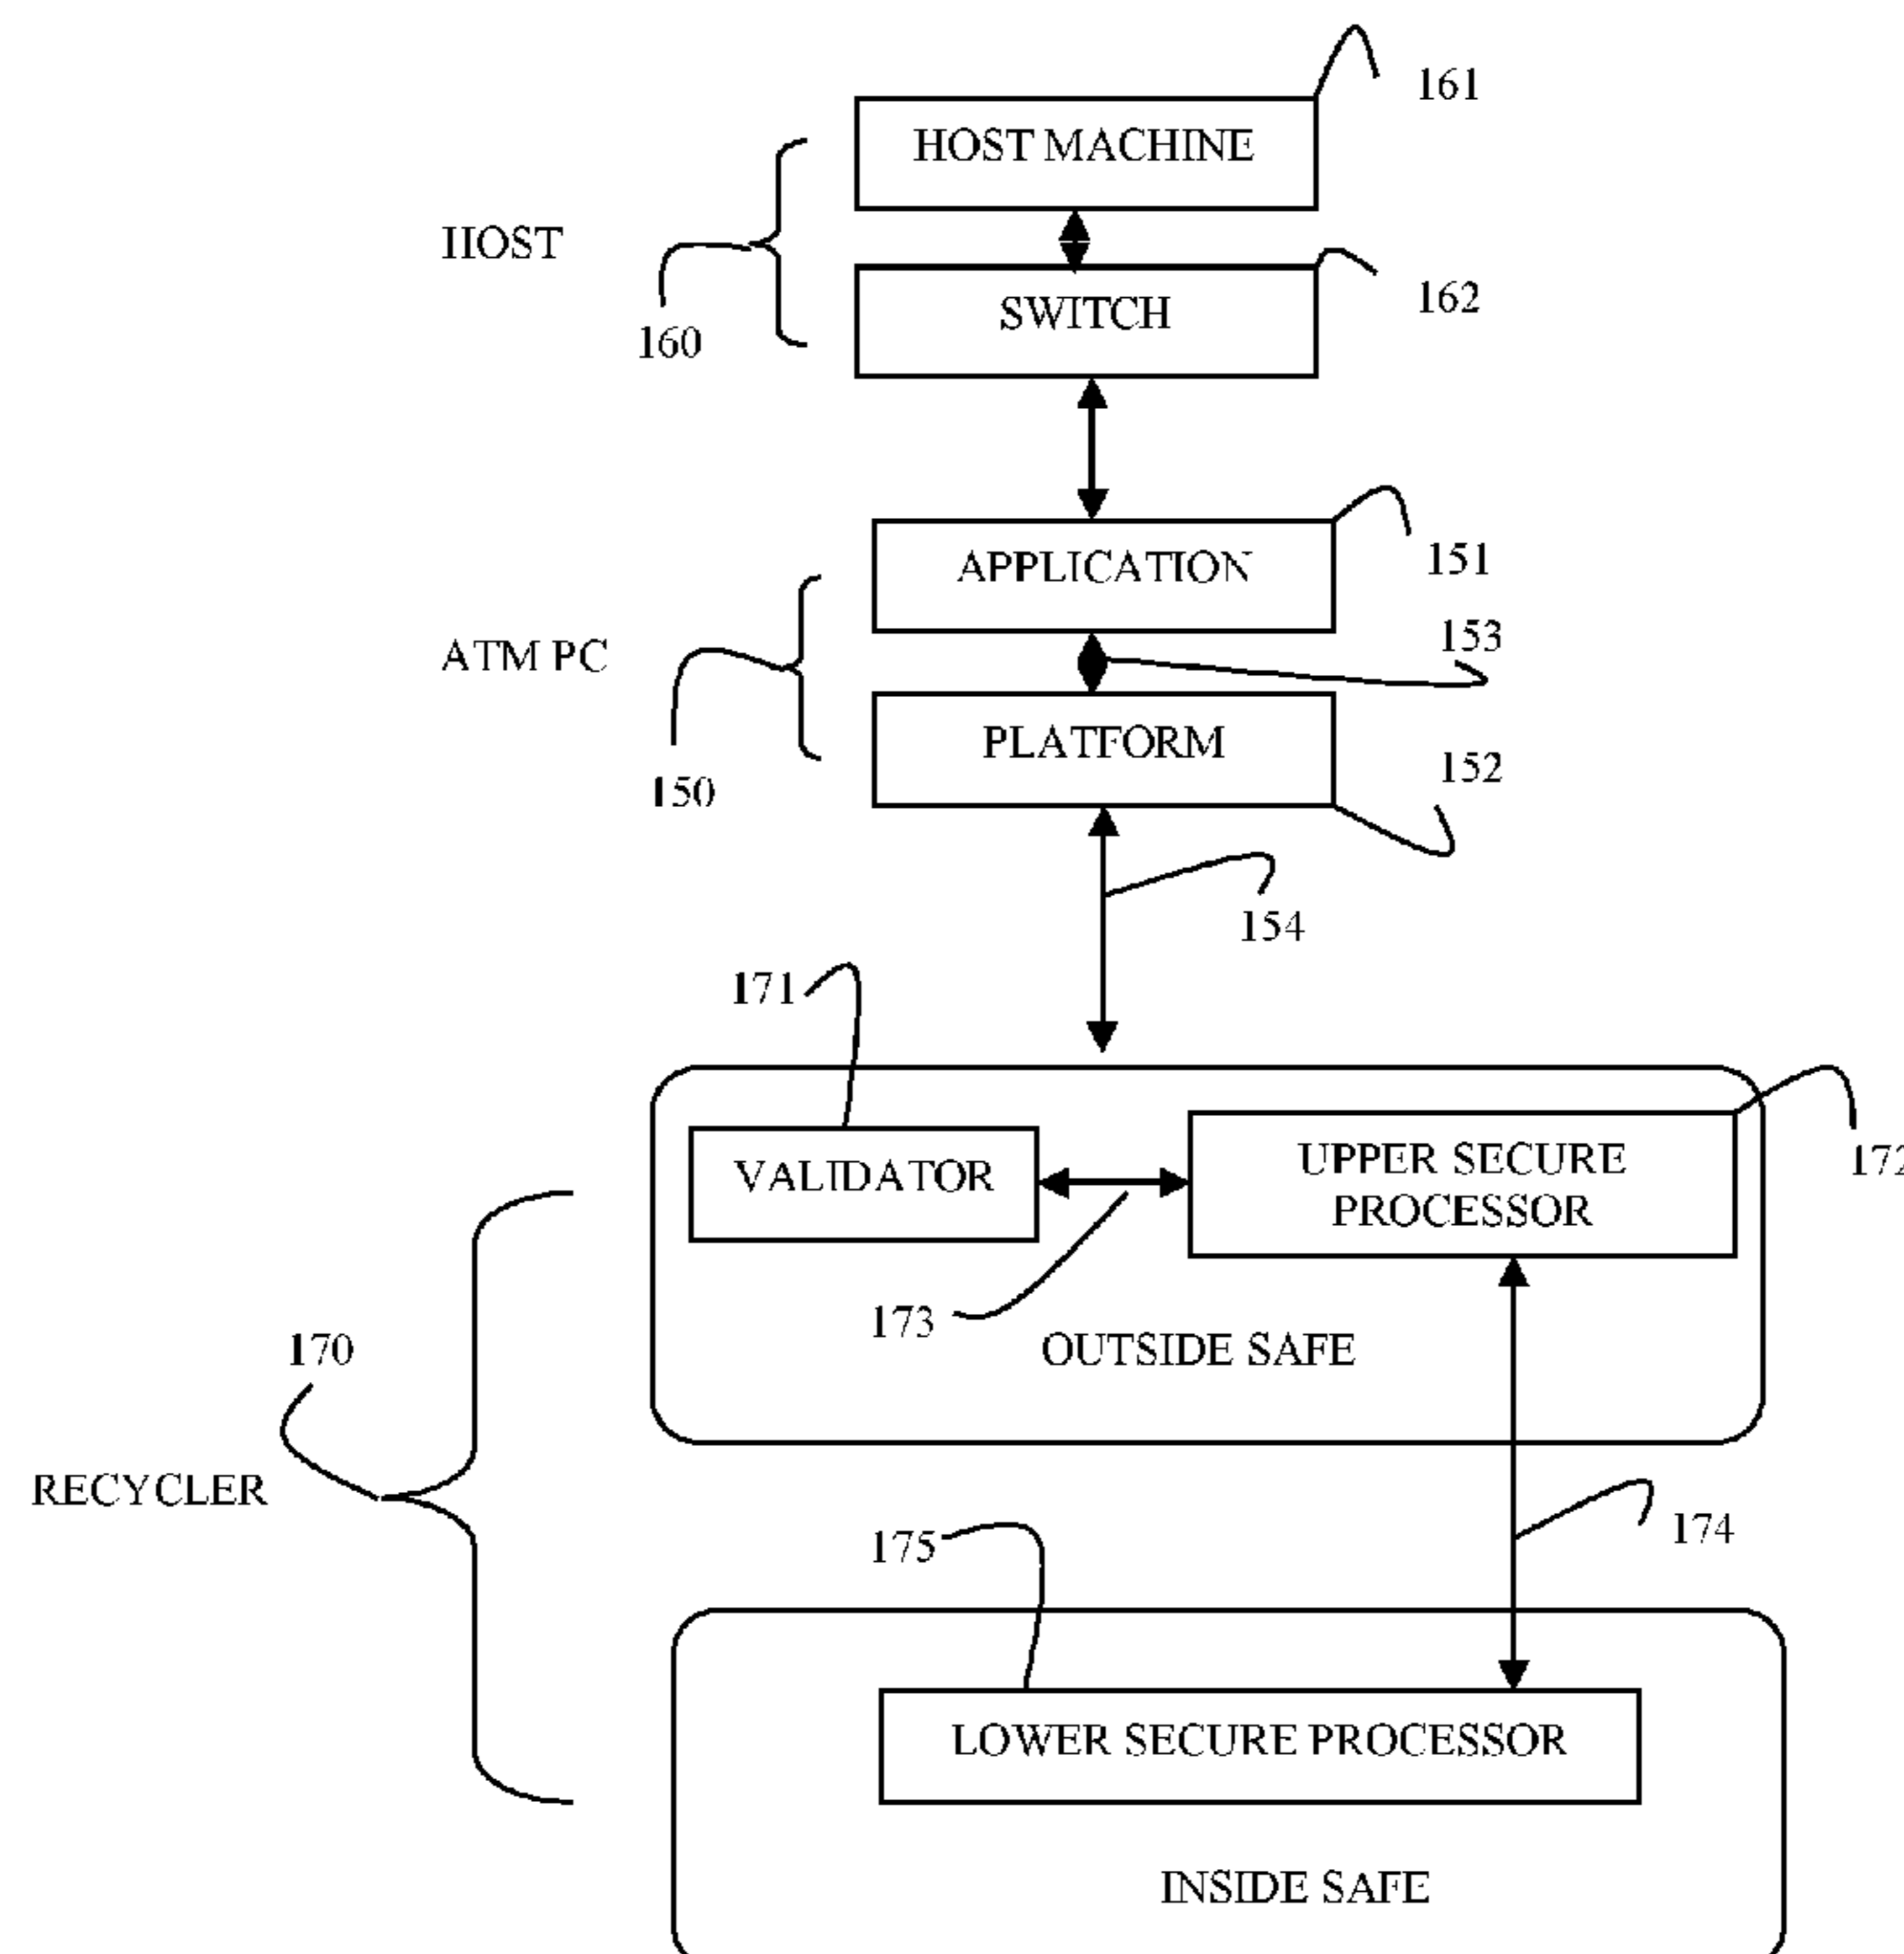 161
HOST MACHINE
HOST
162
SWITCH
160
APPLICATION
151
153
ATM PC
PLATFORM
152
150
154
171
VALIDATOR
UPPER SECURE
PROCESSOR
172
173
OUTSIDE SAFE
170
RECYCLER
174
175
LOWER SECURE PROCESSOR
INSIDE SAFE